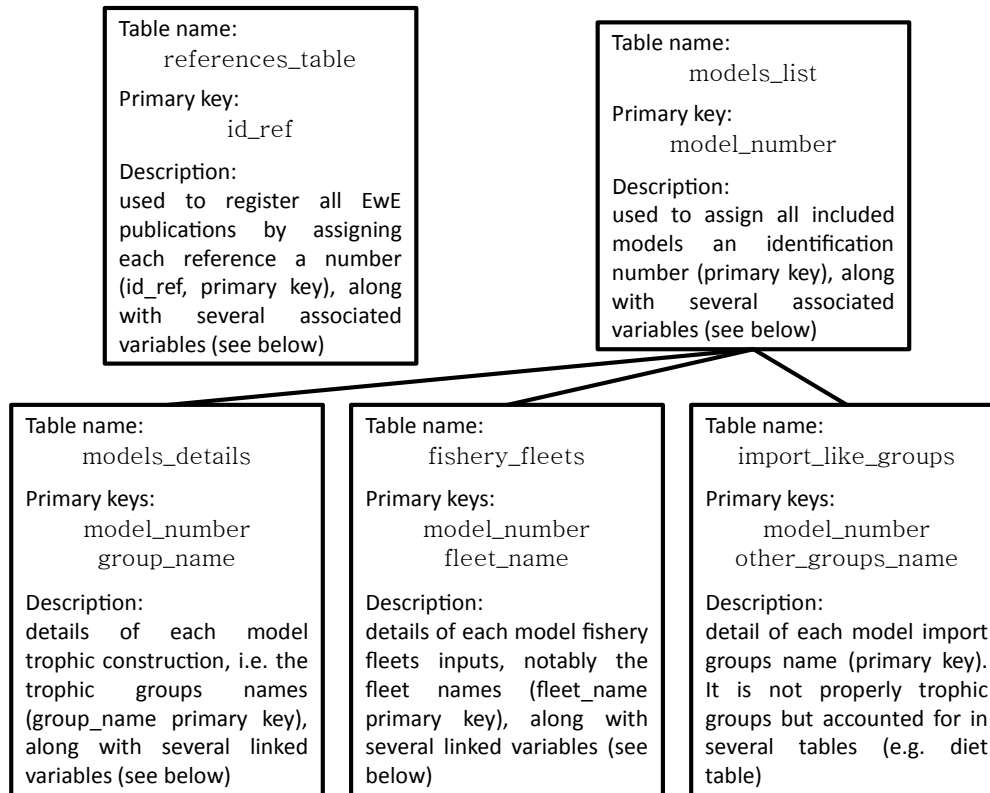 Table name:
references_table
Primary key:
id_ref
Description:
used to register all EwE
publications by assigning
each reference a number
(id_ref, primary key), along
with several associated
variables (see below)
Table name:
models_list
Primary key:
model_number
Description:
used to assign all included
models an identification
number (primary key), along
with several associated
variables (see below)
Table name:
models_details
Primary keys:
model_number
group_name
Description:
details of each model
trophic construction, i.e. the
trophic groups names
(group_name primary key),
along with several linked
variables (see below)
Table name:
fishery_fleets
Primary keys:
model_number
fleet_name
Description:
details of each model fishery
fleets inputs, notably the
fleet names (fleet_name
primary key), along with
several linked variables (see
below)
Table name:
import_like_groups
Primary keys:
model_number
other_groups_name
Description:
detail of each model import
groups name (primary key).
It is not properly trophic
groups but accounted for in
several tables (e.g. diet
table)